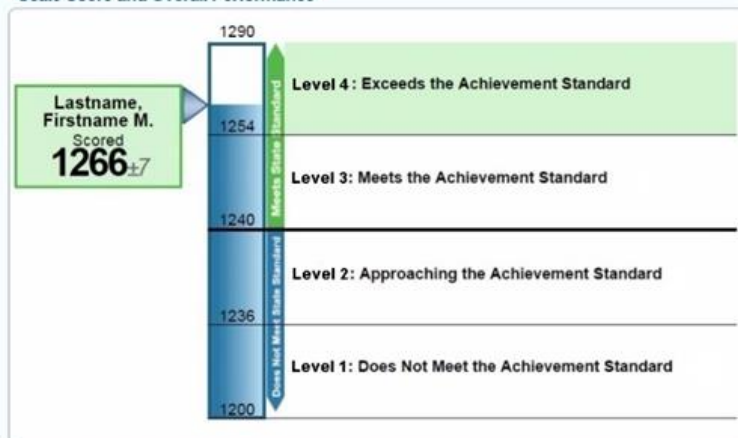 1290
Level 4: Exceeds the Achievement Standard
Lastname,
Firstname M.
Scored
1266±7
1254
Level 3: Meets the Achievement Standard
Meets State Standard
1240
Level 2: Approaching the Achievement Standard
1236
Does Not Meet State Standard
Level 1: Does Not Meet the Achievement Standard
1200